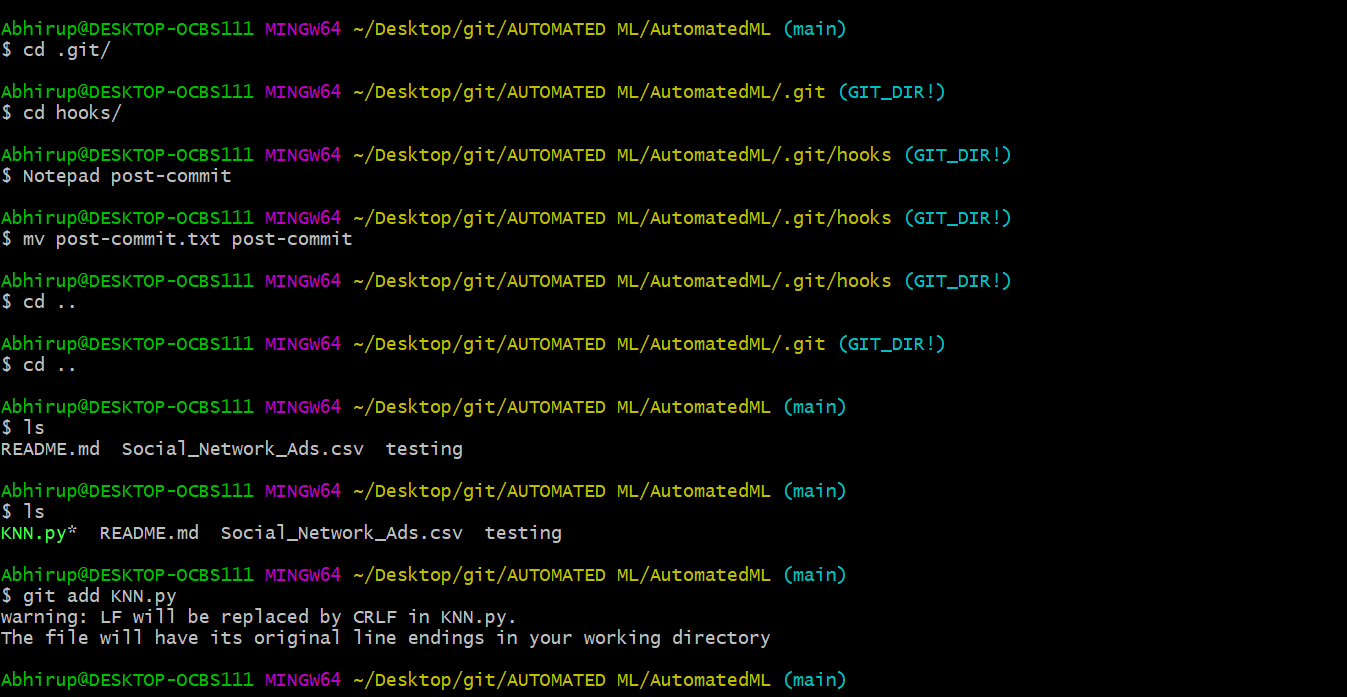 Abhirup@DESKTOP-OCBS111 MINGW64 ~/Desktop/git/AUTOMATED ML/AutomatedML (main)
$ cd .git/
Abhirup@DESKTOP-OCBS111 MINGW64 ~/Desktop/git/AUTOMATED ML/AutomatedML/.git (GIT_DIR!)
$ cd hooks/
Abhirup@DESKTOP-OCBS111 MINGW64 ~/Desktop/git/AUTOMATED ML/AutomatedML/.git/hooks (GIT_DIR!)
$ Notepad post-commit
Abhirup@DESKTOP-OCBS111 MINGW64 ~/Desktop/git/AUTOMATED ML/AutomatedML/.git/hooks (GIT_DIR!)
$ mv post-commit.txt post-commit
Abhirup@DESKTOP-OCBS111 MINGW64 ~/Desktop/git/AUTOMATED ML/AutomatedML/.git/hooks (GIT_DIR!)
$ cd ..
Abhirup@DESKTOP-OCBS111 MINGW64 ~/Desktop/git/AUTOMATED ML/AutomatedML/.git (GIT_DIR!)
$ cd ..
Abhirup@DESKTOP-OCBS111 MINGW64 ~/Desktop/git/AUTOMATED ML/AutomatedML (main)
$ ls
README.md  Social_Network_Ads.csv  testing
Abhirup@DESKTOP-OCBS111 MINGW64 ~/Desktop/git/AUTOMATED ML/AutomatedML (main)
$ ls
KNN.py*  README.md  Social_Network_Ads.csv  testing
Abhirup@DESKTOP-OCBS111 MINGW64 ~/Desktop/git/AUTOMATED ML/AutomatedML (main)
$ git add KNN.py
warning: LF will be replaced by CRLF in KNN.py.
The file will have its original line endings in your working directory
Abhirup@DESKTOP-OCBS111 MINGW64 ~/Desktop/git/AUTOMATED ML/AutomatedML (main)